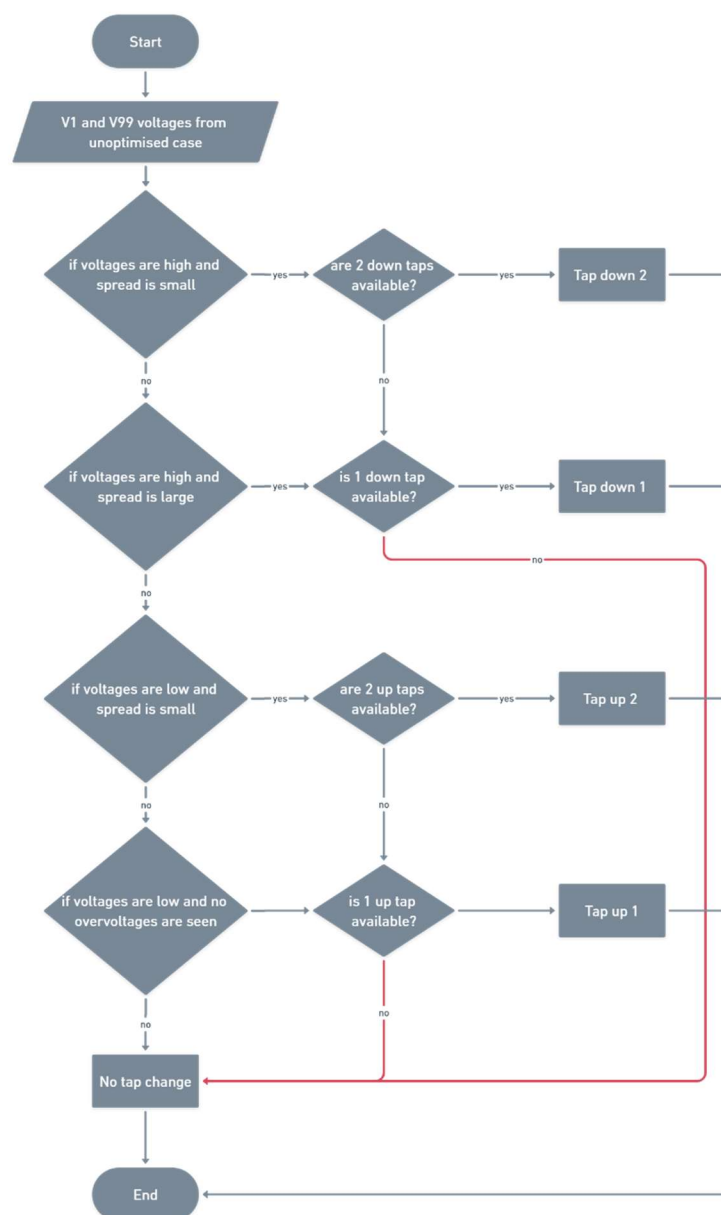 Start
V1 and V99 voltages from
unoptimised case
if voltages are high and
spread is small
yes
are 2 down taps
available?
yes
Tap down 2
no
no
if voltages are high and
spread is large
yes
is 1 down tap
available?
yes
Tap down 1
no
no
if voltages are low and
spread is small
yes
are 2 up taps
available?
yes
Tap up 2
no
no
if voltages are low and no
overvoltages are seen
is 1 up tap
available?
Tap up 1
no
no
No tap change
End